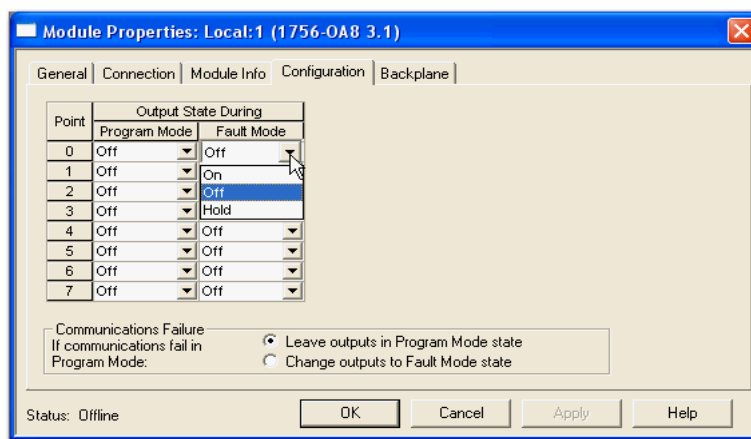 Module Properties: Local:1 (1756-OA8 3.1)
General Connection Module Info Configuration Backplane
Point Output State During
Program Mode Fault Mode
0 Off Off
1 Off On
2 Off Off
3 Off Hold
4 Off Off
5 Off Off
6 Off Off
7 Off Off
Communications Failure
If communications fail in
Program Mode:
Leave outputs in Program Mode state
Change outputs to Fault Mode state
Status: Offline
OK Cancel Apply Help